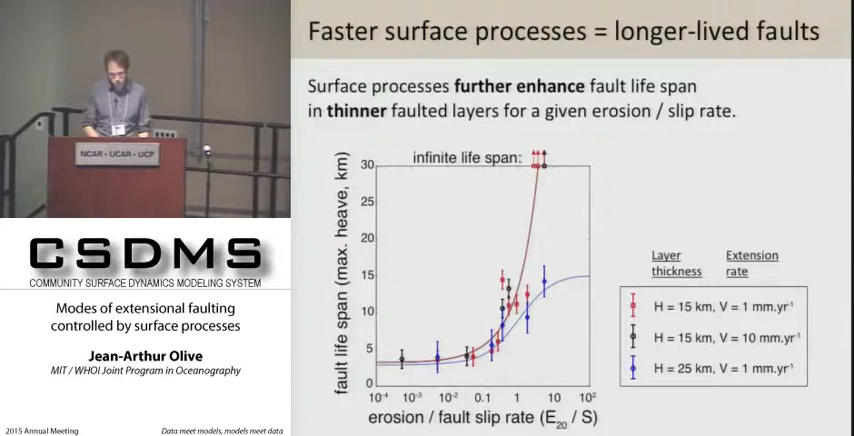 Faster surface processes = longer-lived faults
Surface processes further enhance fault life span
in thinner faulted layers for a given erosion / slip rate.
infinite life span:
30
25
20
15
10
5
0
fault life span (max. heave, km)
10⁻⁴ 10⁻³ 10⁻² 0.1 1 10 10²
erosion / fault slip rate (E₂₀ / S)
Layer thickness
Extension rate
H = 15 km, V = 1 mm.yr⁻¹
H = 15 km, V = 10 mm.yr⁻¹
H = 25 km, V = 1 mm.yr⁻¹
NCAR - UCAR - UCP
CSDMS
COMMUNITY SURFACE DYNAMICS MODELING SYSTEM
Modes of extensional faulting
controlled by surface processes
Jean-Arthur Olive
MIT / WHOI Joint Program in Oceanography
2015 Annual Meeting
Data meet models, models meet data